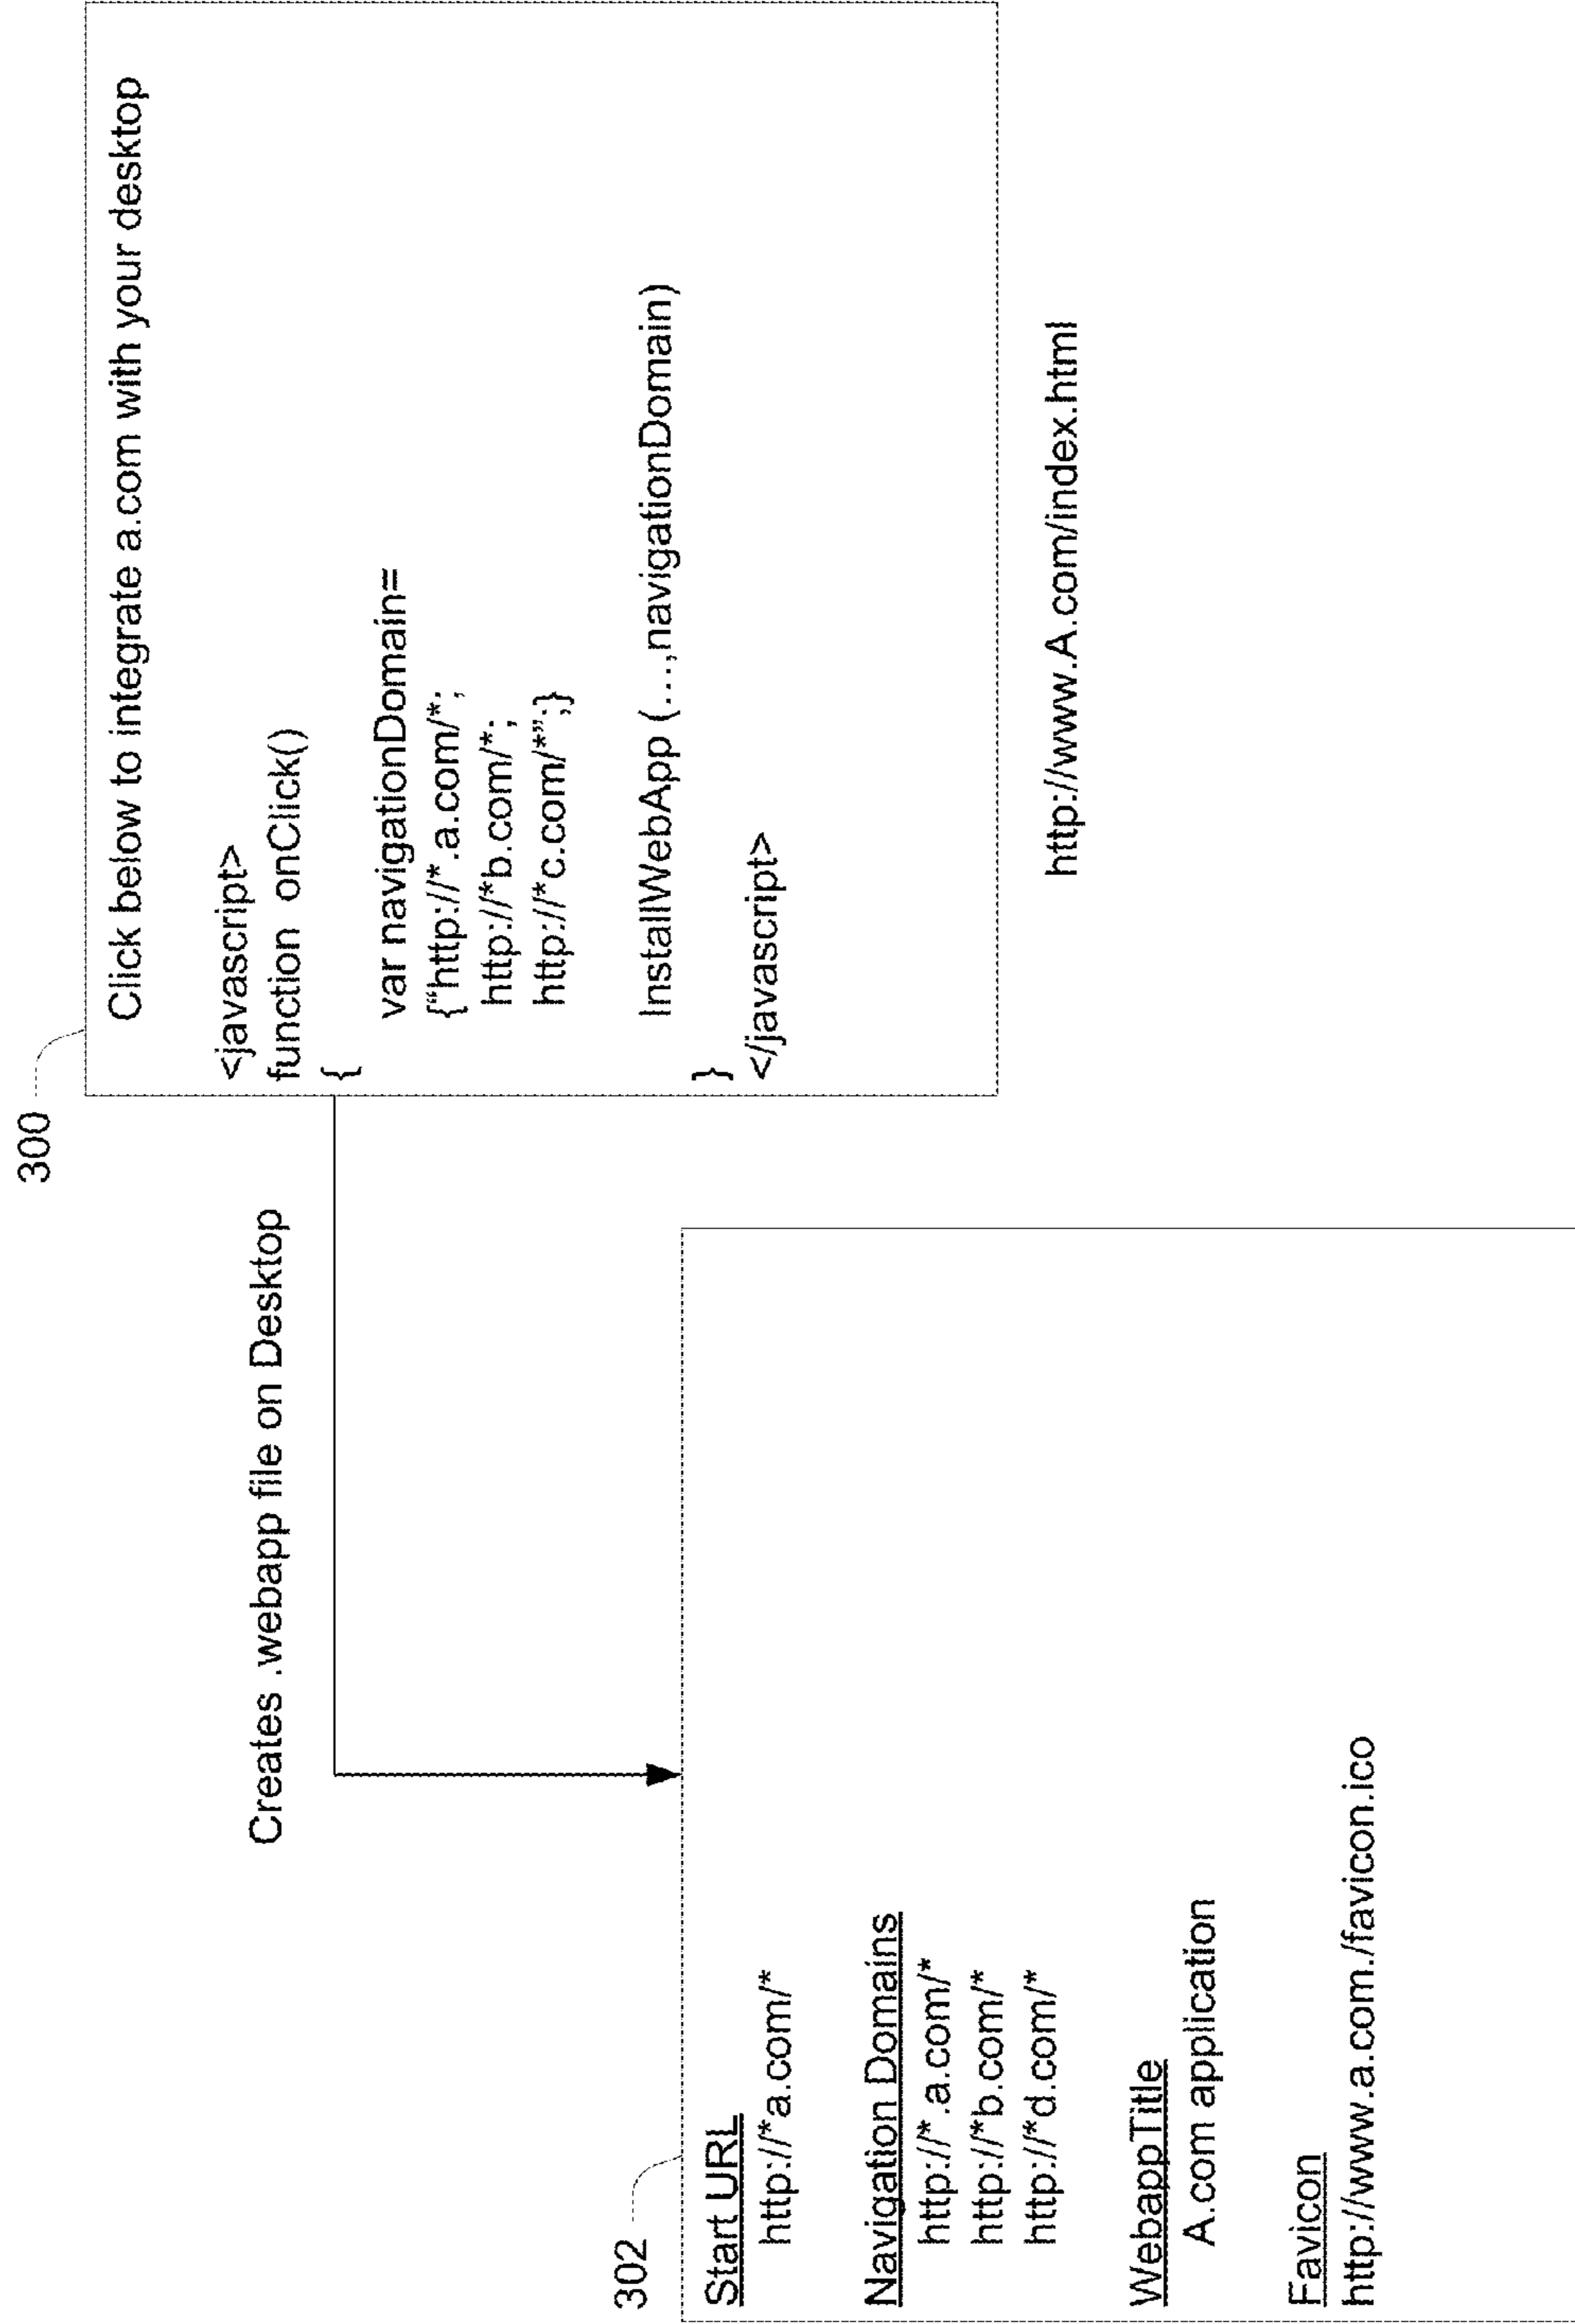 300
Click below to integrate a.com with your desktop
<javascript>
function onClick()
{
var navigationDomain=
{“http://*.a.com/*;
http://*b.com/*;
http://*c.com/*”;}
InstallWebApp (…,navigationDomain)
}
</javascript>
http://www.A.com/index.html
Creates .webapp file on Desktop
302
Start URL
http://*a.com/*
Navigation Domains
http://*.a.com/*
http://*b.com/*
http://*d.com/*
WebappTitle
A.com application
Favicon
http://www.a.com./favicon.ico